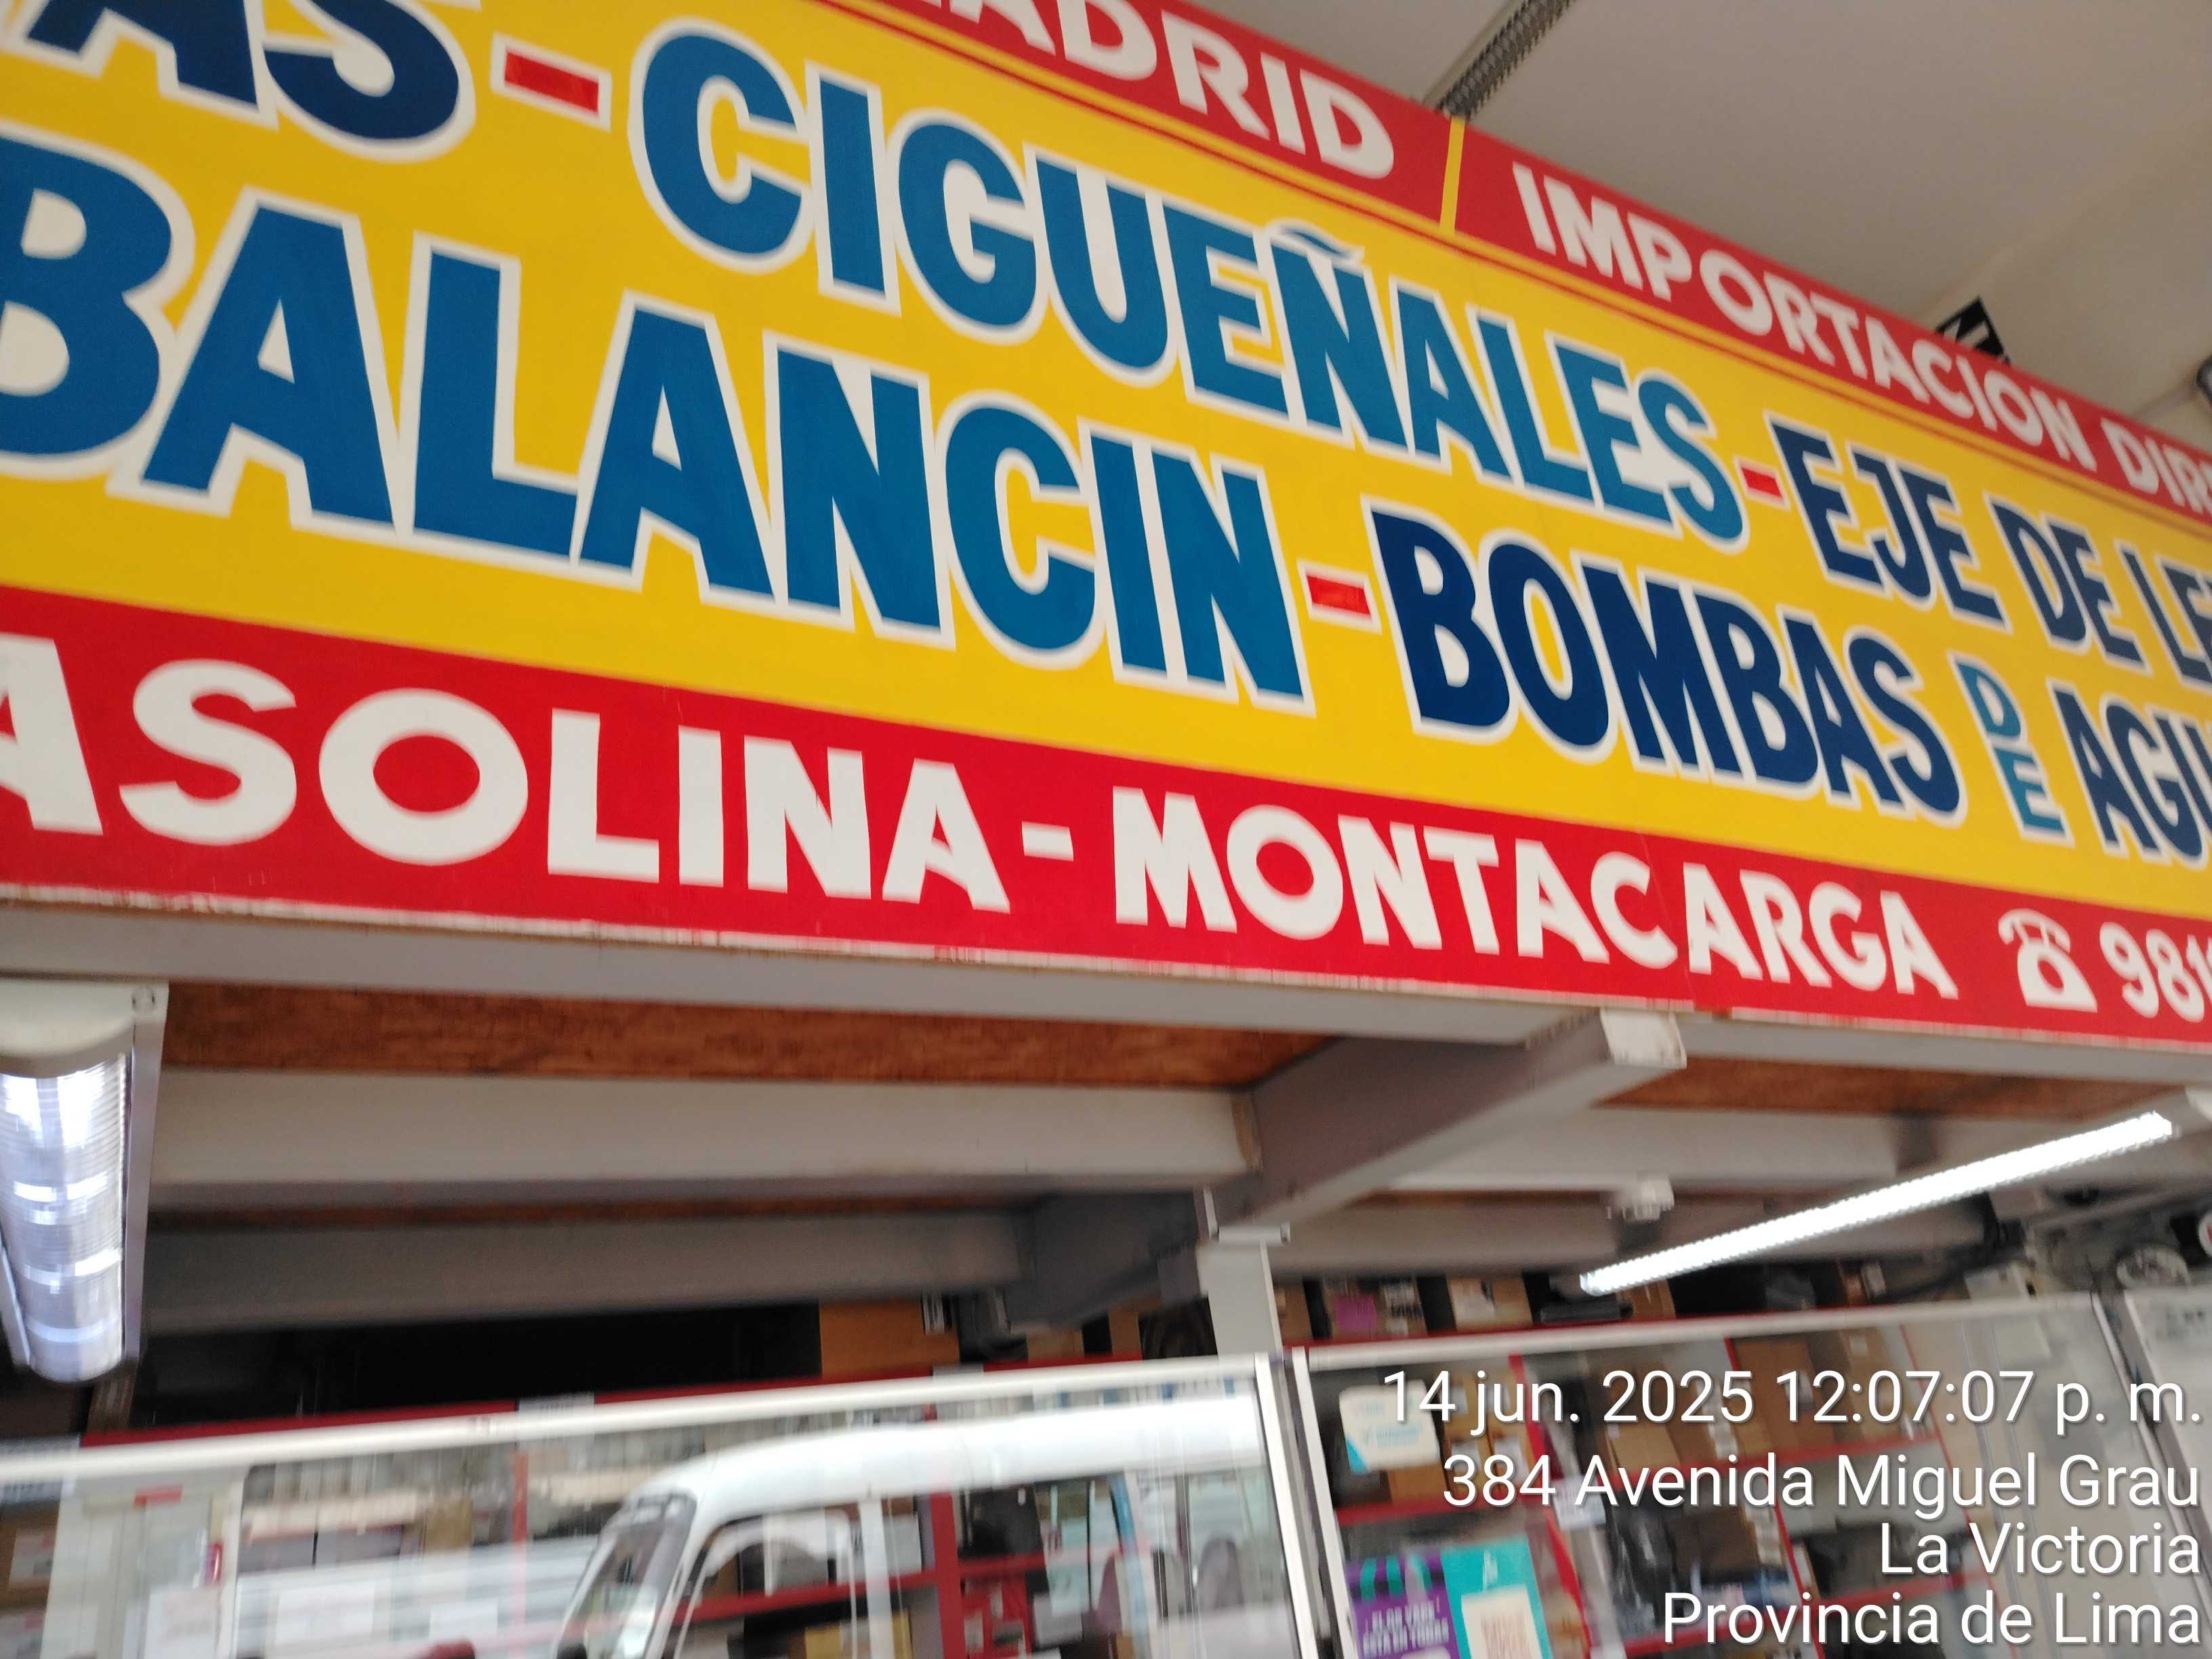 ADRID IMPORTACION DIR
AS-CIGUEÑALES-EJE DE LE
BALANCIN-BOMBAS DE AGU
ASOLINA - MONTACARGA ☎ 981
14 jun. 2025 12:07:07 p. m.
384 Avenida Miguel Grau
La Victoria
Provincia de Lima